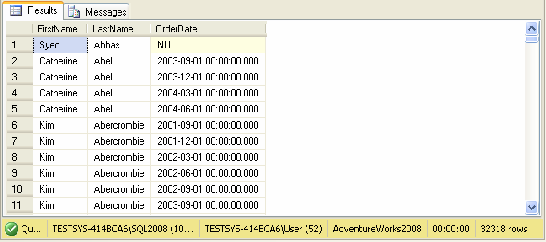 Results Messages
FirstName LastName OrderDate
1 Syed Abbas NULL
2 Catherine Abel 2003-09-01 00:00:00.000
3 Catherine Abel 2003-12-01 00:00:00.000
4 Catherine Abel 2004-03-01 00:00:00.000
5 Catherine Abel 2004-06-01 00:00:00.000
6 Kim Abercrombie 2001-09-01 00:00:00.000
7 Kim Abercrombie 2001-12-01 00:00:00.000
8 Kim Abercrombie 2002-03-01 00:00:00.000
9 Kim Abercrombie 2002-06-01 00:00:00.000
10 Kim Abercrombie 2002-09-01 00:00:00.000
11 Kim Abercrombie 00:00:00.000
Qu... TESTSYS-414BCA6\SQL2008 (10... TESTSYS-414BCA6\User (52) AdventureWorks2008 00:00:00 32318 rows